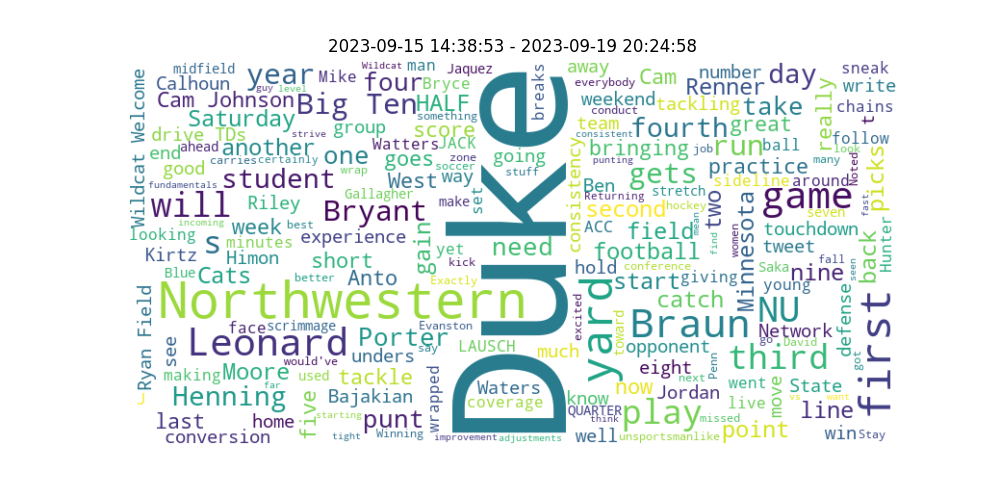 2023-09-15 14:38:53 - 2023-09-19 20:24:58
midfield
Calhoun
year
Mike
Wildcat
man
Jaquez
away
everybody
Cam
number
day
sneak
write
guy
level
four
Bryce
breaks
weekend
conduct
Renner
Cam Johnson
Big Ten
HALF
something
tackling
take
really
chains
Saturday
group
score
team
consistent
fourth
great
t
follow
drive TDs
another
Watters
JACK
going
bringing
run
ball
picks
Wildcat Welcome
end
ahead
one
goes
zone
soccer
stuff
punting
job
many
look
Noted
good
carries
certainly
strive
wrap
West
way
consistency
gets
practice
fundamentals
student
Gallagher
set
Ben
Returning
stretch
sideline
around
will
Riley
Bryant
make
Duke
second
hockey
mean
two
game
seven
fast
incoming
week
best
gain
ACC
field
women
Minnesota
touchdown
Hunter
looking
s
minutes
experience
yet
need
football
find
tweet
back
Kirtz
Himon
short
kick
hold
conference
Saka
nine
fall
seen
Blue
Cats
better
Anto
Exactly
start
giving
young
first
Northwestern
yard
catch
NU
defense
Ryan Field
face
scrimmage
Evanston
excited
toward
Braun
Network
go
David
got
see
Leonard
Porter
say
LAUSCH
opponent
third
would've
unders
much
eight
next
Penn
making
Moore
used
tackle
Waters
now
went
move
State
Henning
far
Bajakian
wrapped
coverage
know
Jordan
live
vs
want
last
home
five
starting
punt
QUARTER
think
play
missed
line
conversion
tight
Winning
improvement
adjustments
well
unsportsmanlike
point
win
Stay